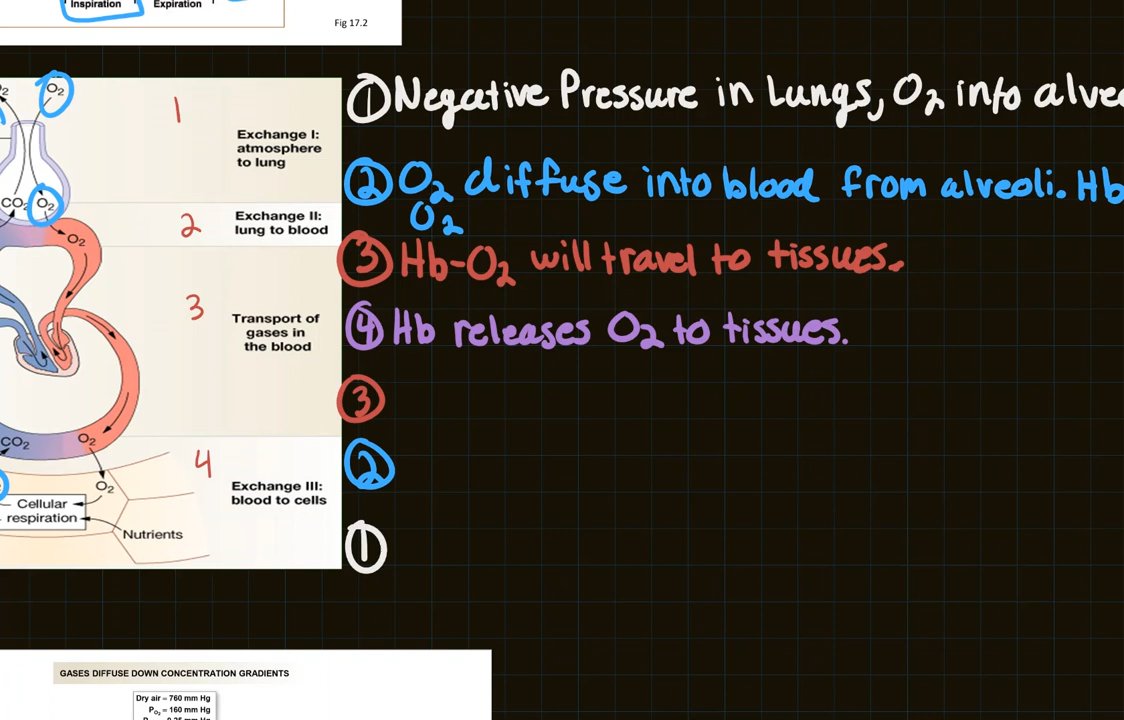 Inspiration
Expiration
Fig 17.2
O₂
1
Exchange I:
atmosphere
to lung
CO₂ O₂
2
Exchange II:
lung to blood
O₂
3
Transport of
gases in
the blood
CO₂ O₂
4
O₂
Exchange III:
blood to cells
Cellular
respiration
Nutrients
① Negative Pressure in Lungs, O₂ into alveo
② O₂ diffuse into blood from alveoli. Hb
O₂
③ Hb-O₂ will travel to tissues.
④ Hb releases O₂ to tissues.
③
②
①
GASES DIFFUSE DOWN CONCENTRATION GRADIENTS
Dry air = 760 mm Hg
P O₂ = 160 mm Hg